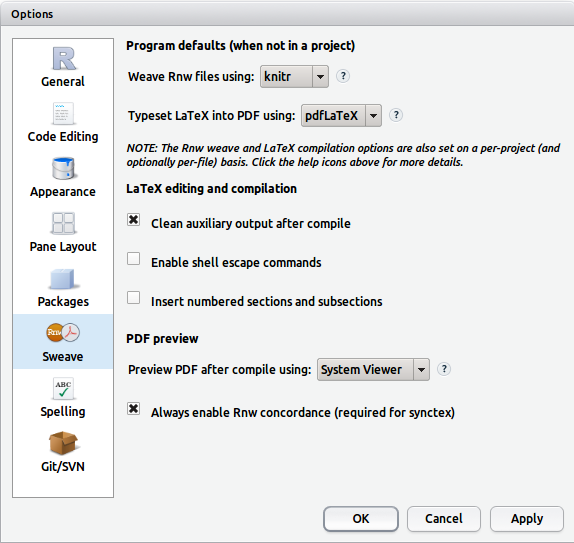 Options
General
Code Editing
Appearance
Pane Layout
Packages
Rnw
Sweave
ABC
Spelling
Git/SVN
Program defaults (when not in a project)
Weave Rnw files using: knitr ?
Typeset LaTeX into PDF using: pdfLaTeX ?
NOTE: The Rnw weave and LaTeX compilation options are also set on a per-project (and
optionally per-file) basis. Click the help icons above for more details.
LaTeX editing and compilation
Clean auxiliary output after compile
Enable shell escape commands
Insert numbered sections and subsections
PDF preview
Preview PDF after compile using: System Viewer ?
Always enable Rnw concordance (required for synctex)
OK Cancel Apply